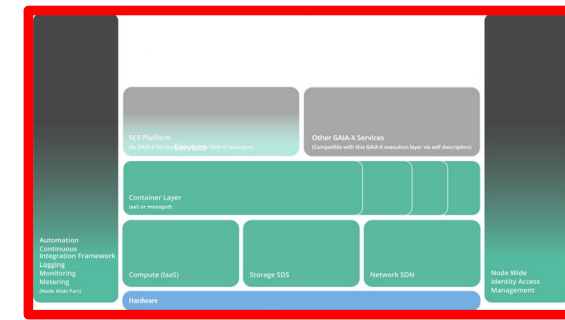 SCS Platform
Services
Other GAIA-X Services
(Compatible with this GAIA-X execution layer via self description)
Container Layer
(aaS or managed)
Automation
Continuous
Integration Framework
Logging
Monitoring
Metering
(Node Wide Part)
Compute (IaaS)
Storage SDS
Network SDN
Node Wide
Identity Access
Management
Hardware